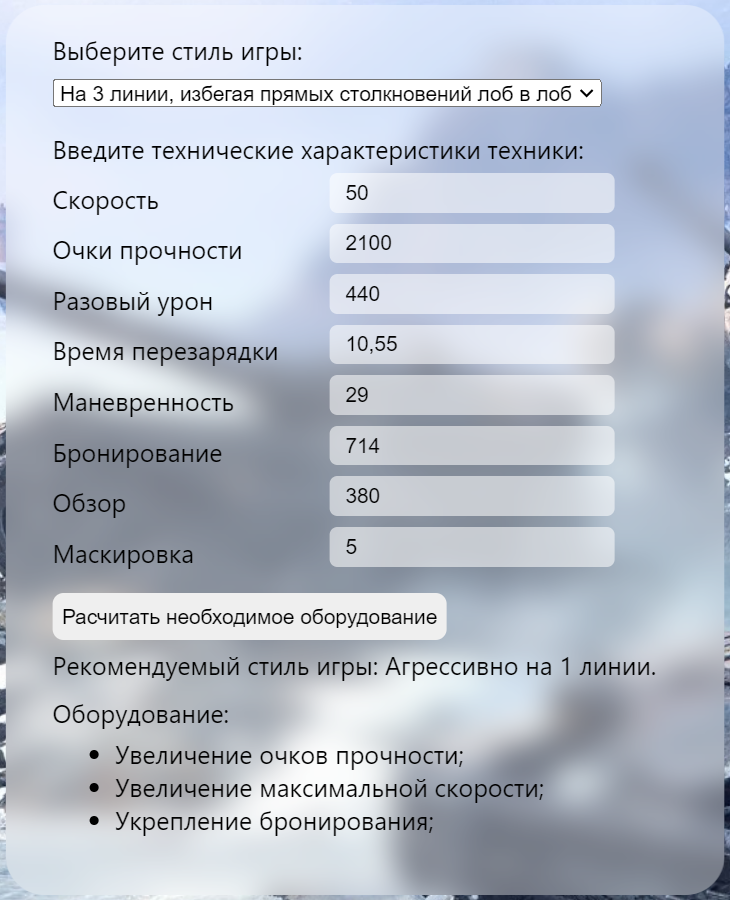 Выберите стиль игры:
На 3 линии, избегая прямых столкновений лоб в лоб
Введите технические характеристики техники:
Скорость 50
Очки прочности 2100
Разовый урон 440
Время перезарядки 10,55
Маневренность 29
Бронирование 714
Обзор 380
Маскировка 5
Расчитать необходимое оборудование
Рекомендуемый стиль игры: Агрессивно на 1 линии.
Оборудование:
• Увеличение очков прочности;
• Увеличение максимальной скорости;
• Укрепление бронирования;